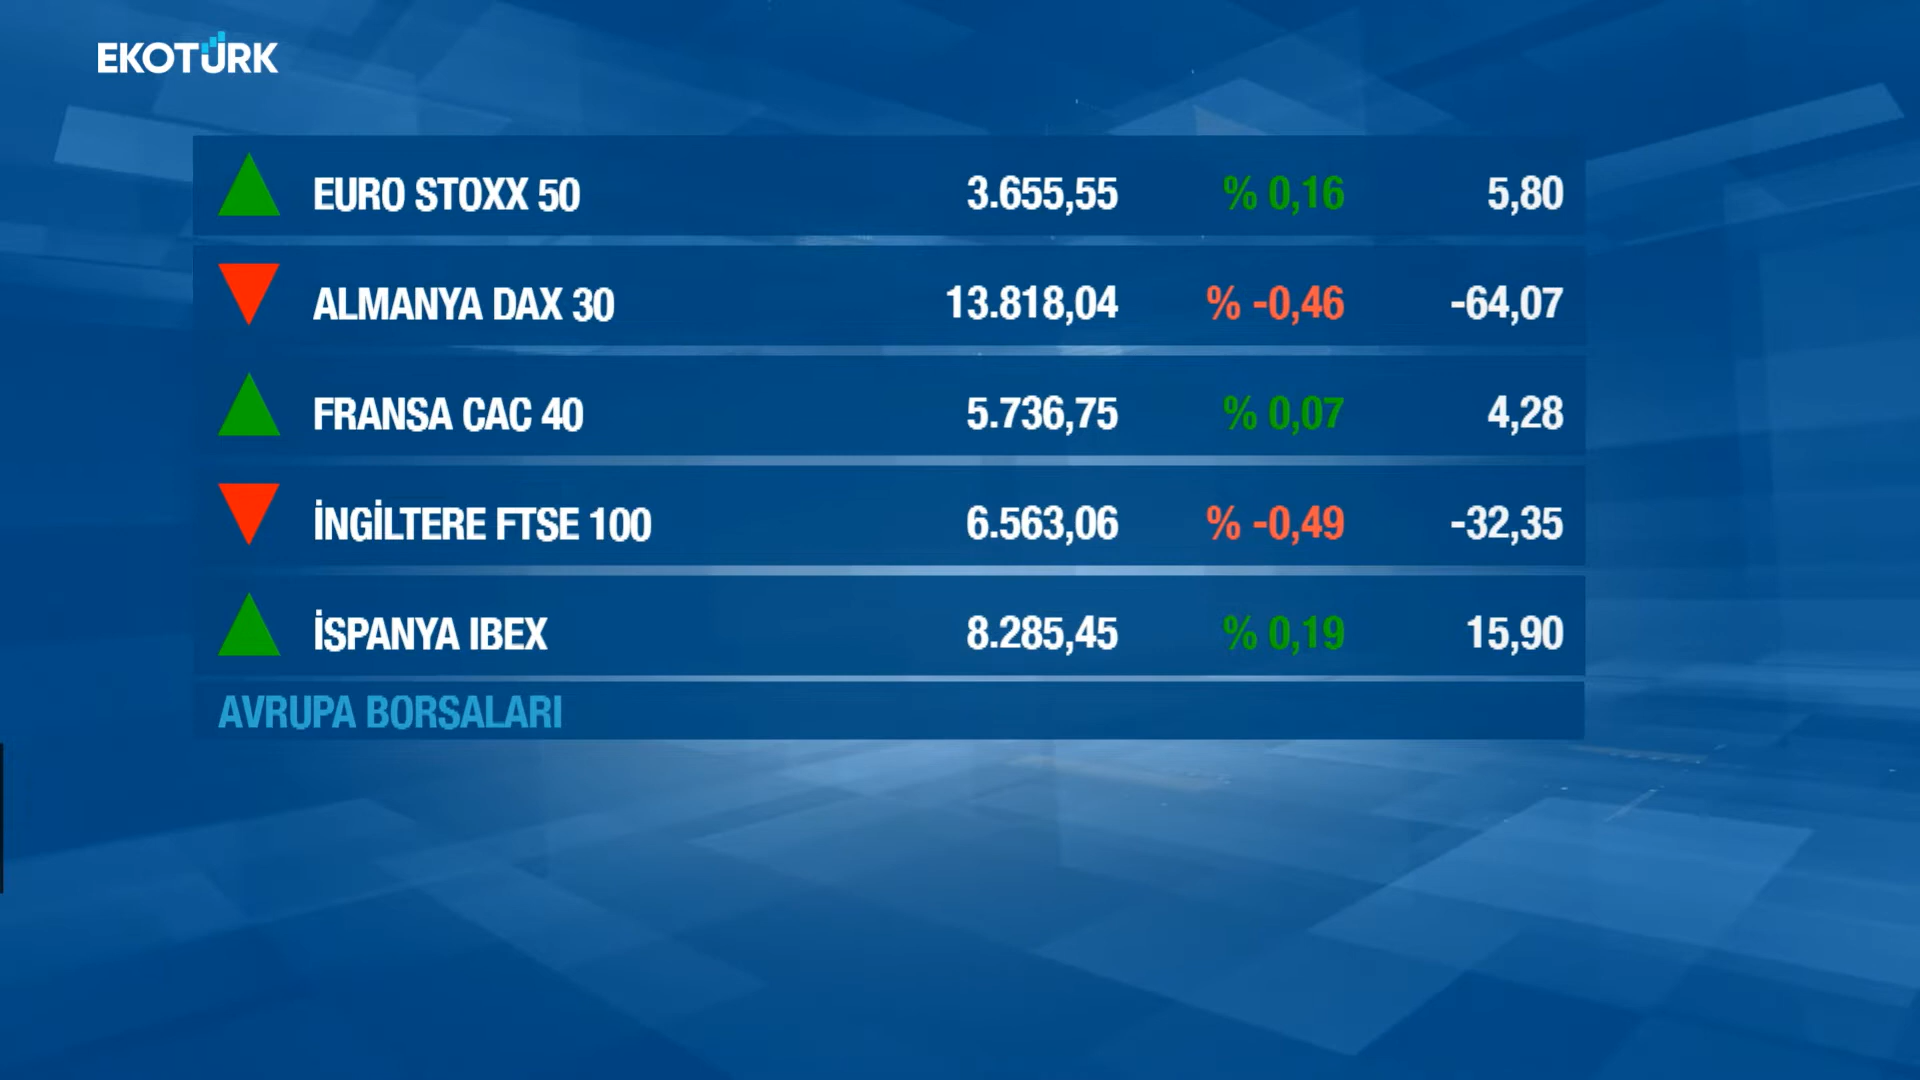 EKOTÜRK
EURO STOXX 50 3.655,55 % 0,16 5,80
ALMANYA DAX 30 13.818,04 % -0,46 -64,07
FRANSA CAC 40 5.736,75 % 0,07 4,28
İNGİLTERE FTSE 100 6.563,06 % -0,49 -32,35
İSPANYA IBEX 8.285,45 % 0,19 15,90
AVRUPA BORSALARI